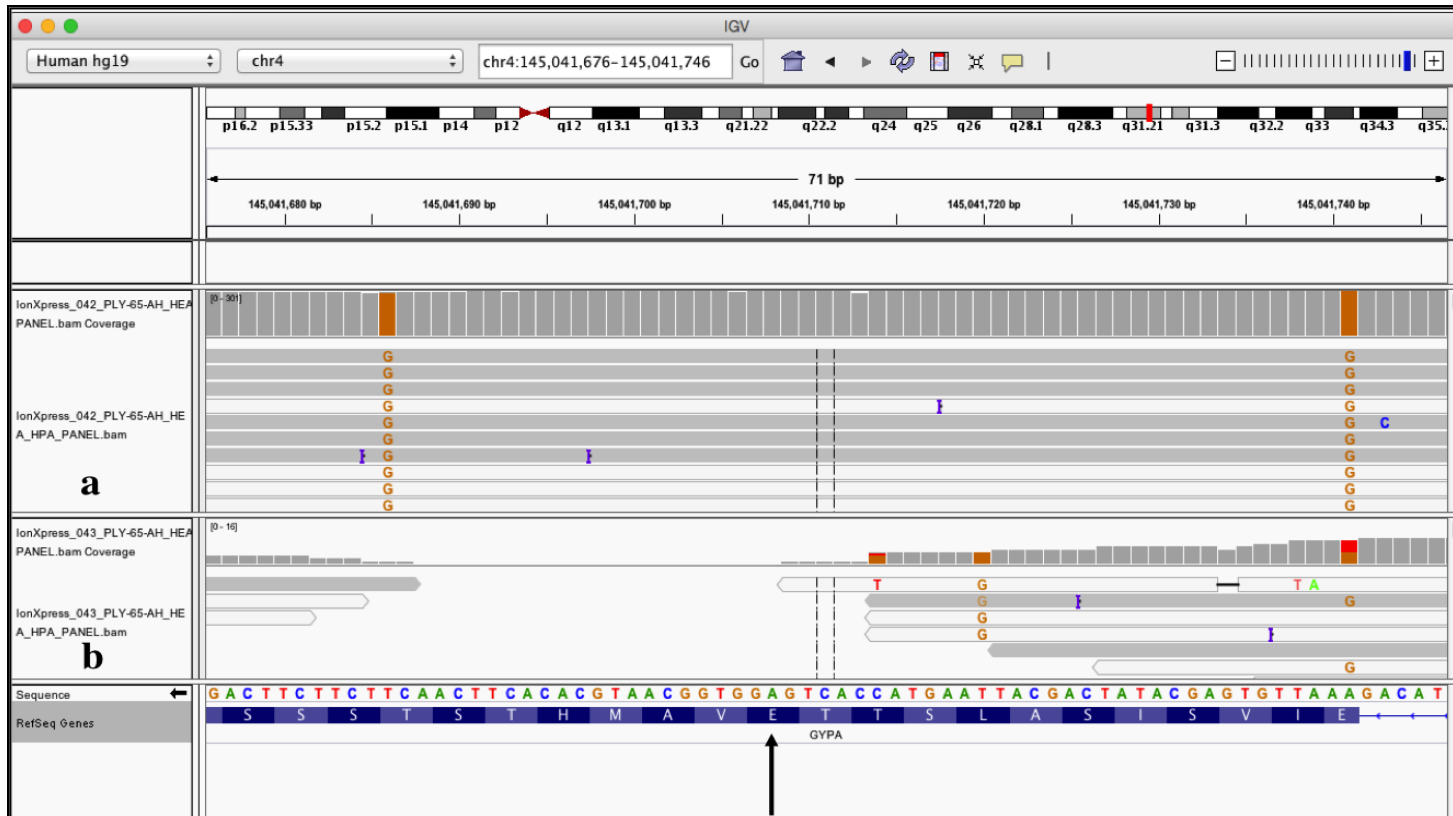 IGV
Human hg19 chr4 chr4:145,041,676-145,041,746 Go
p16.2 p15.33 p15.2 p15.1 p14 p12 q12 q13.1 q13.3 q21.22 q22.2 q24 q25 q26 q28.1 q28.3 q31.21 q31.3 q32.2 q33 q34.3 q35.
71 bp
145,041,680 bp 145,041,690 bp 145,041,700 bp 145,041,710 bp 145,041,720 bp 145,041,730 bp 145,041,740 bp
IonXpress_042_PLY-65-AH_HEA
PANEL.bam Coverage
[0 - 301]
IonXpress_042_PLY-65-AH_HE
A_HPA_PANEL.bam
a
G G
G G
G G
G G
G G C
G G
G G
G G
G G
G G
IonXpress_043_PLY-65-AH_HEA
PANEL.bam Coverage
[0 - 16]
IonXpress_043_PLY-65-AH_HE
A_HPA_PANEL.bam
b
T G T A
G G
G
G
G
Sequence
G A C T T C T T C T T C A A C T T C A C A C G T A A C G G T G G A G T C A C C A T G A A T T A C G A C T A T A C G A G T G T T A A A G A C A T
RefSeq Genes
S S S T S T H M A V E T T S L A S I S V I E
GYPA